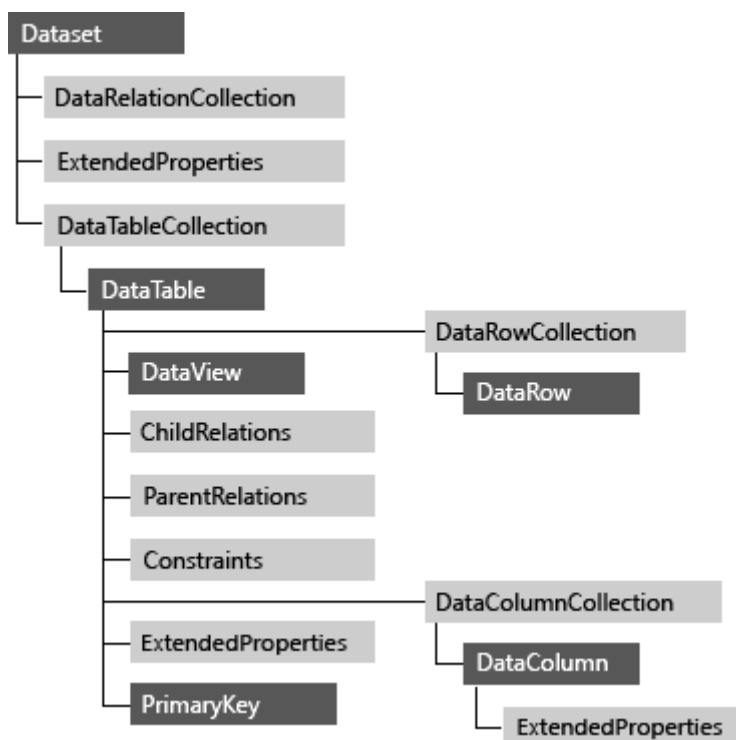 Dataset
DataRelationCollection
ExtendedProperties
DataTableCollection
DataTable
DataRowCollection
DataView
DataRow
ChildRelations
ParentRelations
Constraints
DataColumnCollection
ExtendedProperties
DataColumn
PrimaryKey
ExtendedProperties